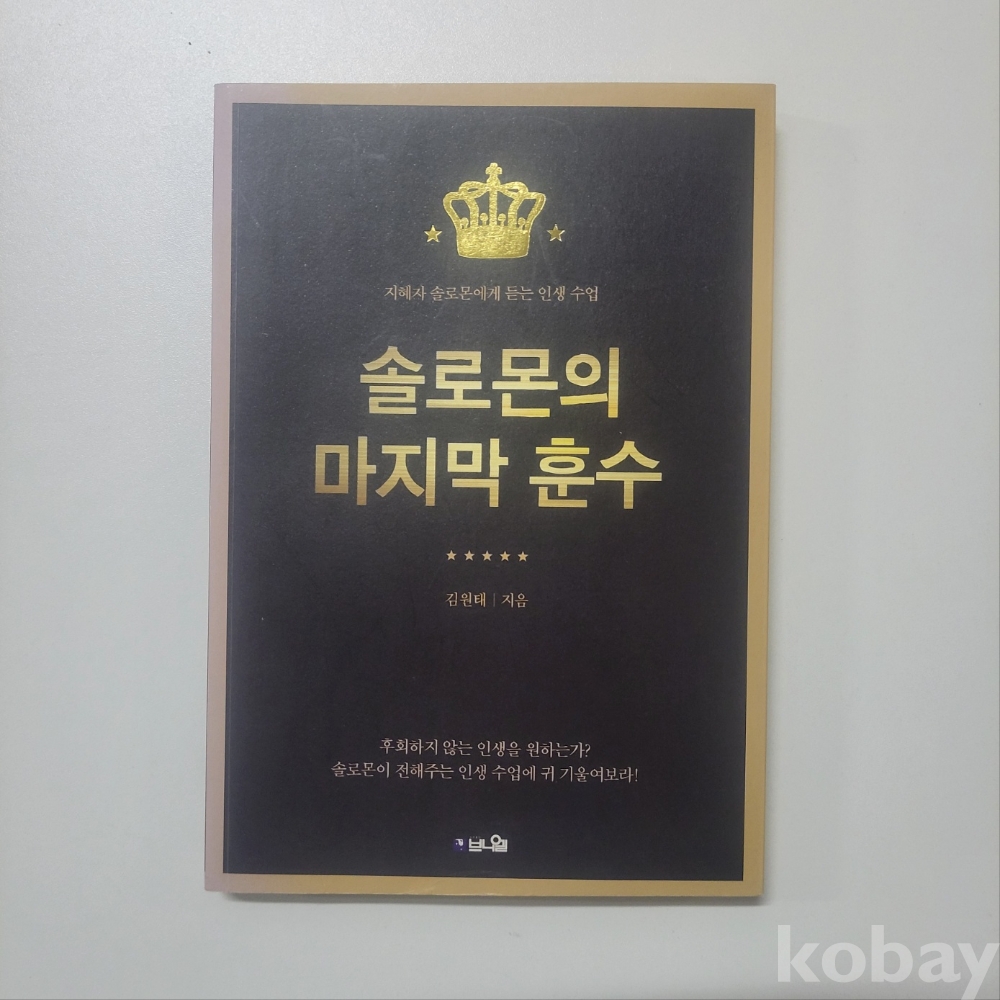 지혜자 솔로몬에게 듣는 인생 수업
솔로몬의
마지막 훈수
김원태 | 지음
후회하지 않는 인생을 원하는가?
솔로몬이 전해주는 인생 수업에 귀 기울여보라!
브니엘
kobay